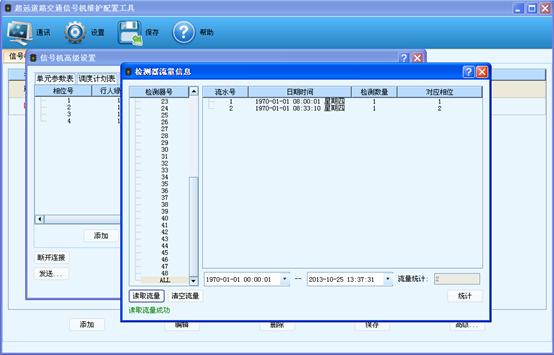 超远道路交通信号机维护配置工具
通讯 设置 保存 帮助
信号机高级设置
单元参数表 调度计划表
相位号
1
2
3
4
添加
断开连接
发送...
检测器流量信息
检测器号
23
24
25
26
27
28
29
30
31
32
33
34
35
36
37
38
39
40
41
42
43
44
45
46
47
48
ALL
流水号 日期时间 检测数量 对应相位
1 1970-01-01 08:00:01 星期四 1 1
2 1970-01-01 08:33:10 星期四 1 2
1970-01-01 00:00:01 -- 2013-10-25 13:37:31 流量统计: 2
读取流量 清空流量 统计
读取流量成功
添加 编辑 删除 保存 高级...